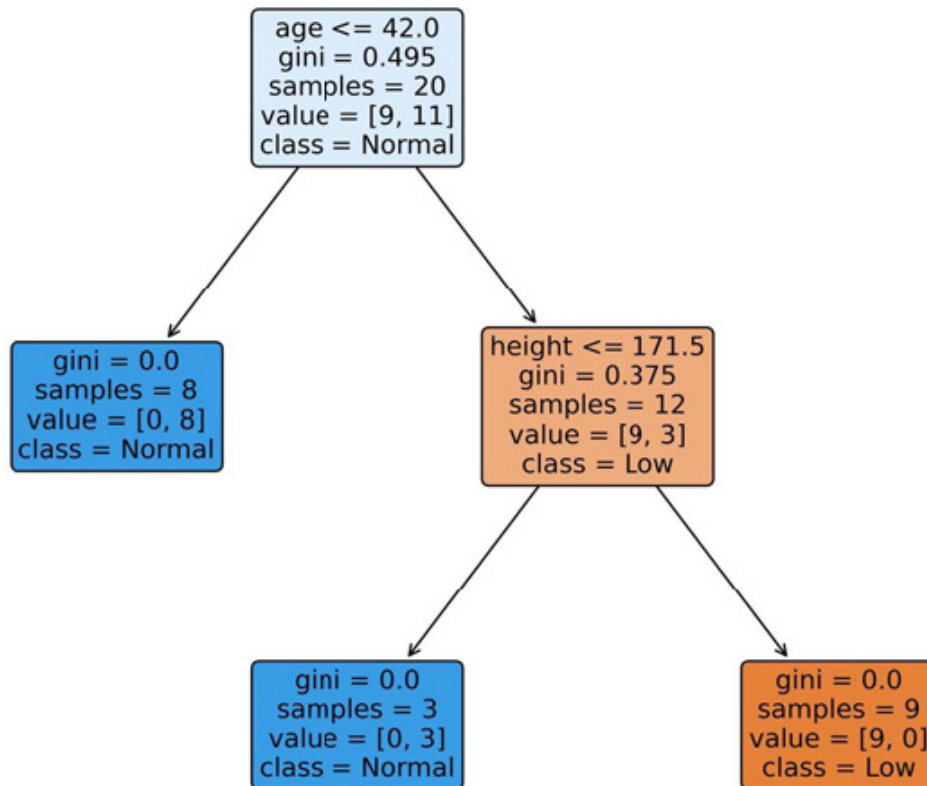 age <= 42.0
gini = 0.495
samples = 20
value = [9, 11]
class = Normal
gini = 0.0
samples = 8
value = [0, 8]
class = Normal
height <= 171.5
gini = 0.375
samples = 12
value = [9, 3]
class = Low
gini = 0.0
samples = 3
value = [0, 3]
class = Normal
gini = 0.0
samples = 9
value = [9, 0]
class = Low